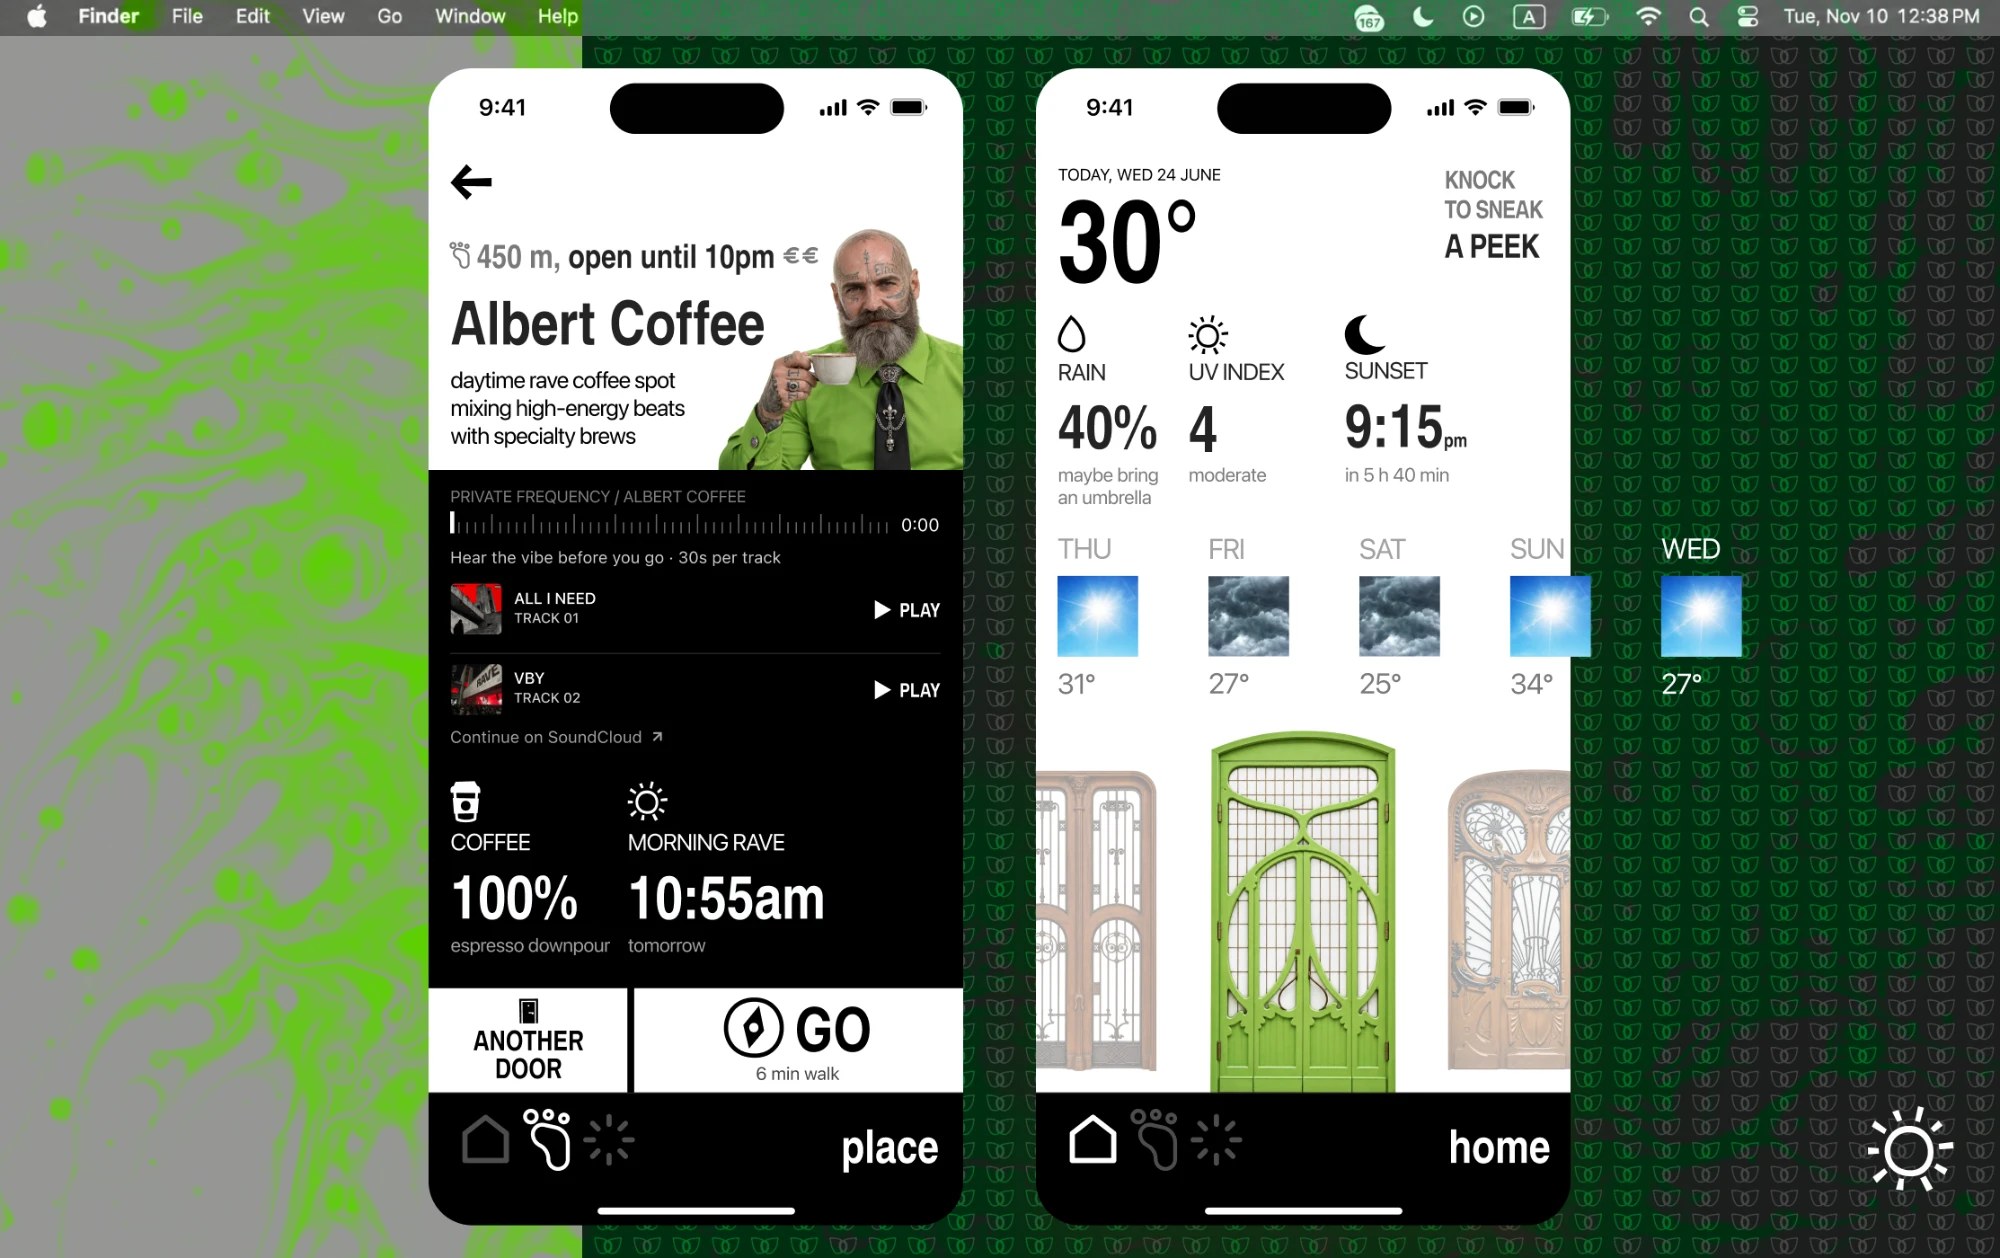 Finder File Edit View Go Window Help
167
A
Tue, Nov 10 12:38 PM
9:41
450 m, open until 10pm €€
Albert Coffee
daytime rave coffee spot
mixing high-energy beats
with specialty brews
PRIVATE FREQUENCY / ALBERT COFFEE
0:00
Hear the vibe before you go · 30s per track
ALL I NEED
TRACK 01
PLAY
RAVE
VBY
TRACK 02
PLAY
Continue on SoundCloud ↗
COFFEE
100%
espresso downpour
MORNING RAVE
10:55am
tomorrow
ANOTHER
DOOR
GO
6 min walk
place
9:41
TODAY, WED 24 JUNE
30°
KNOCK
TO SNEAK
A PEEK
RAIN
40%
maybe bring
an umbrella
UV INDEX
4
moderate
SUNSET
9:15pm
in 5 h 40 min
THU FRI SAT SUN WED
31° 27° 25° 34° 27°
home